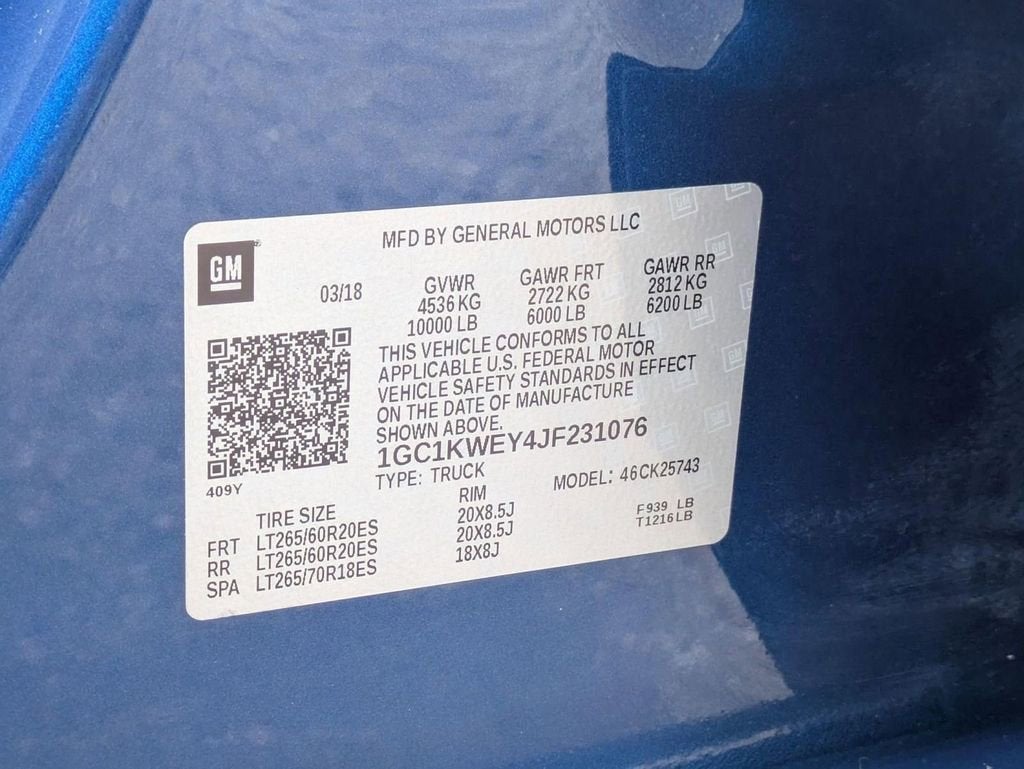 MFD BY GENERAL MOTORS LLC
GM
03/18
GVWR
4536 KG
10000 LB
GAWR FRT
2722 KG
6000 LB
GAWR RR
2812 KG
6200 LB
THIS VEHICLE CONFORMS TO ALL
APPLICABLE U.S. FEDERAL MOTOR
VEHICLE SAFETY STANDARDS IN EFFECT
ON THE DATE OF MANUFACTURE
SHOWN ABOVE.
1GC1KWEY4JF231076
TYPE: TRUCK MODEL: 46CK25743
409Y
TIRE SIZE RIM
FRT LT265/60R20ES 20X8.5J F939 LB
RR LT265/60R20ES 20X8.5J T1216LB
SPA LT265/70R18ES 18X8J